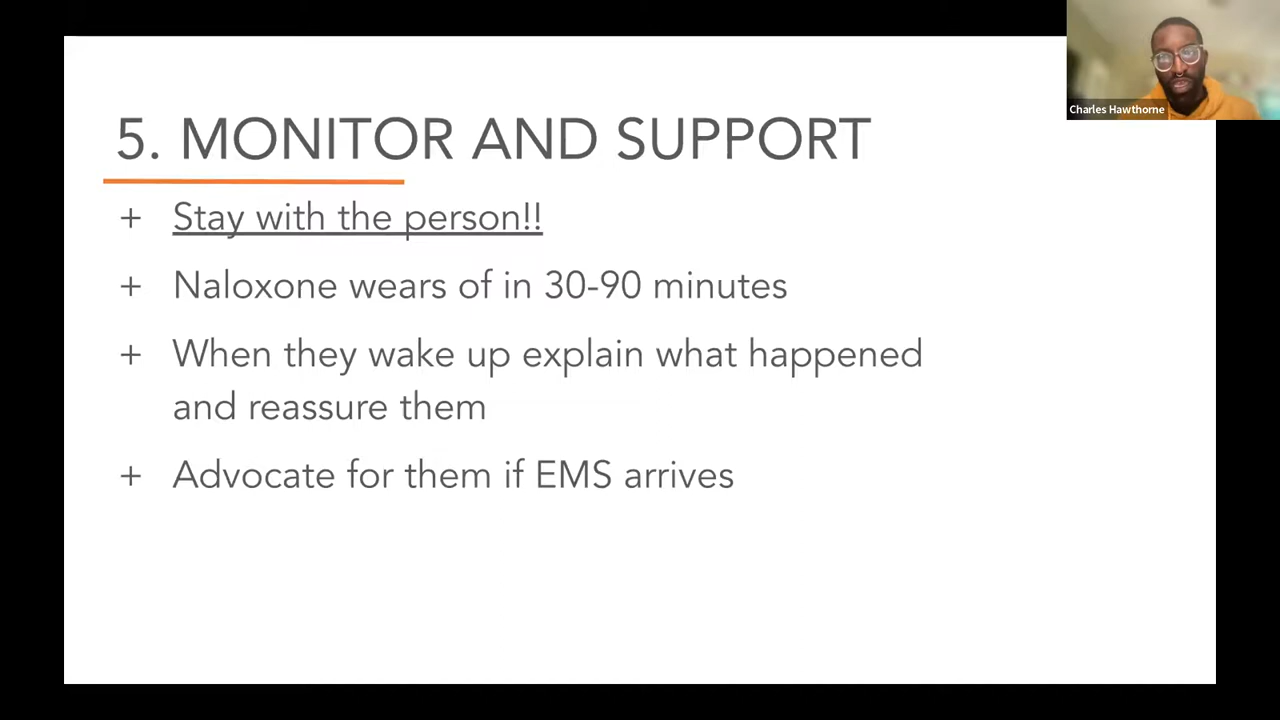 Charles Hawthorne
5. MONITOR AND SUPPORT
+ Stay with the person!!
+ Naloxone wears of in 30-90 minutes
+ When they wake up explain what happened
and reassure them
+ Advocate for them if EMS arrives